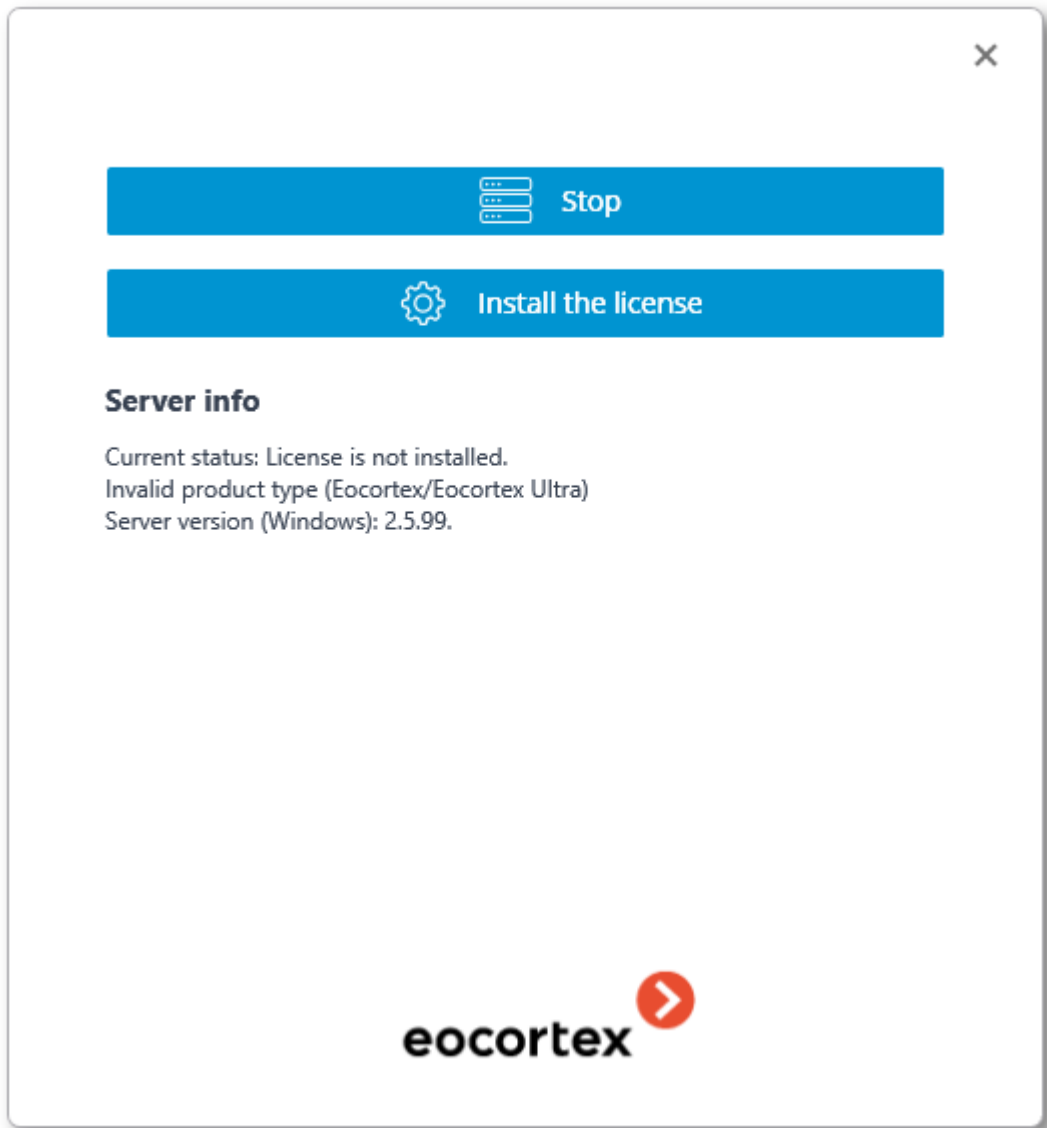 Stop
Install the license
Server info
Current status: License is not installed.
Invalid product type (Eocortex/Eocortex Ultra)
Server version (Windows): 2.5.99.
eocortex